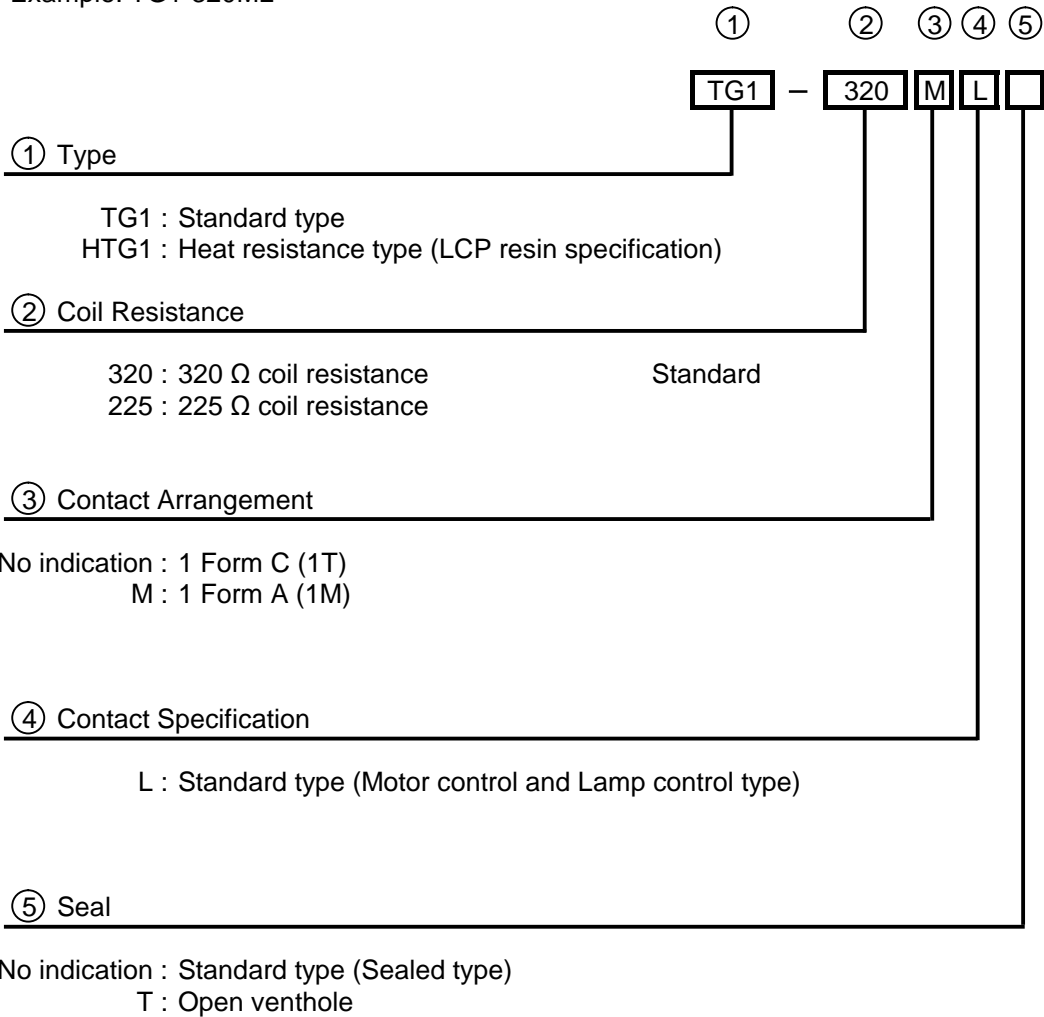 ① ② ③ ④ ⑤
TG1 – 320 M L
① Type
TG1 : Standard type
HTG1 : Heat resistance type (LCP resin specification)
② Coil Resistance
320 : 320 Ω coil resistance Standard
225 : 225 Ω coil resistance
③ Contact Arrangement
No indication : 1 Form C (1T)
M : 1 Form A (1M)
④ Contact Specification
L : Standard type (Motor control and Lamp control type)
⑤ Seal
No indication : Standard type (Sealed type)
T : Open venthole